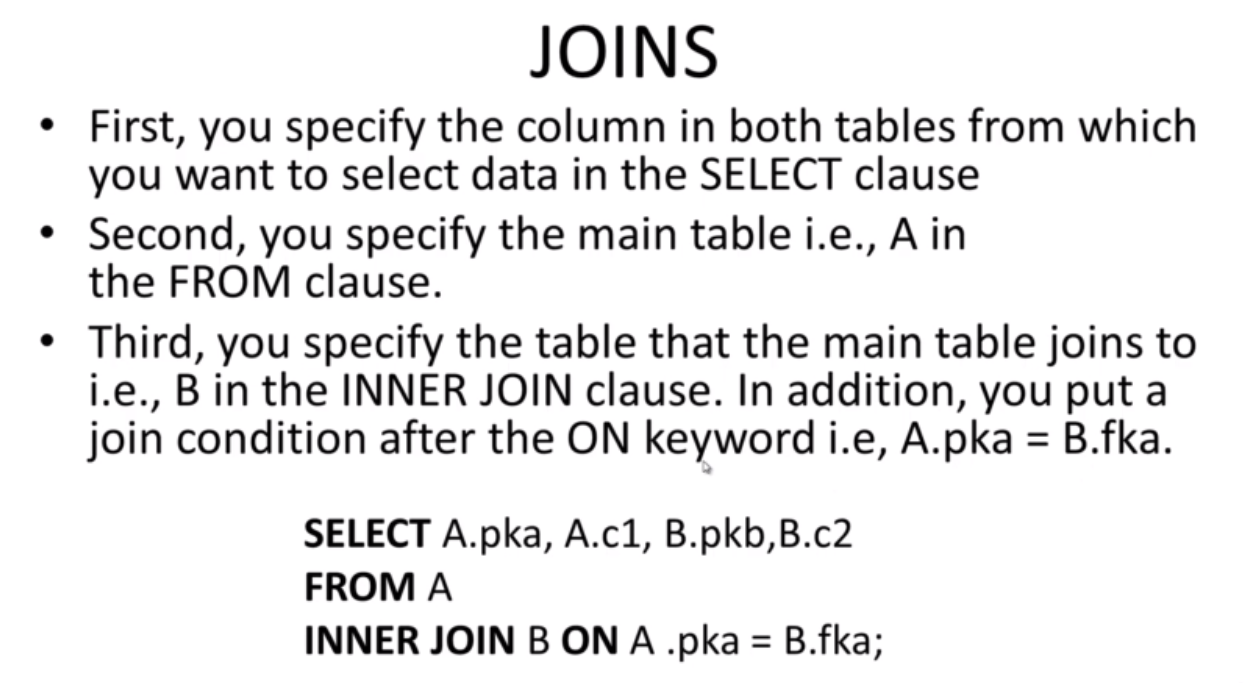 JOINS
• First, you specify the column in both tables from which
you want to select data in the SELECT clause
• Second, you specify the main table i.e., A in
the FROM clause.
• Third, you specify the table that the main table joins to
i.e., B in the INNER JOIN clause. In addition, you put a
join condition after the ON keyword i.e, A.pka = B.fka.
SELECT A.pka, A.c1, B.pkb,B.c2
FROM A
INNER JOIN B ON A .pka = B.fka;